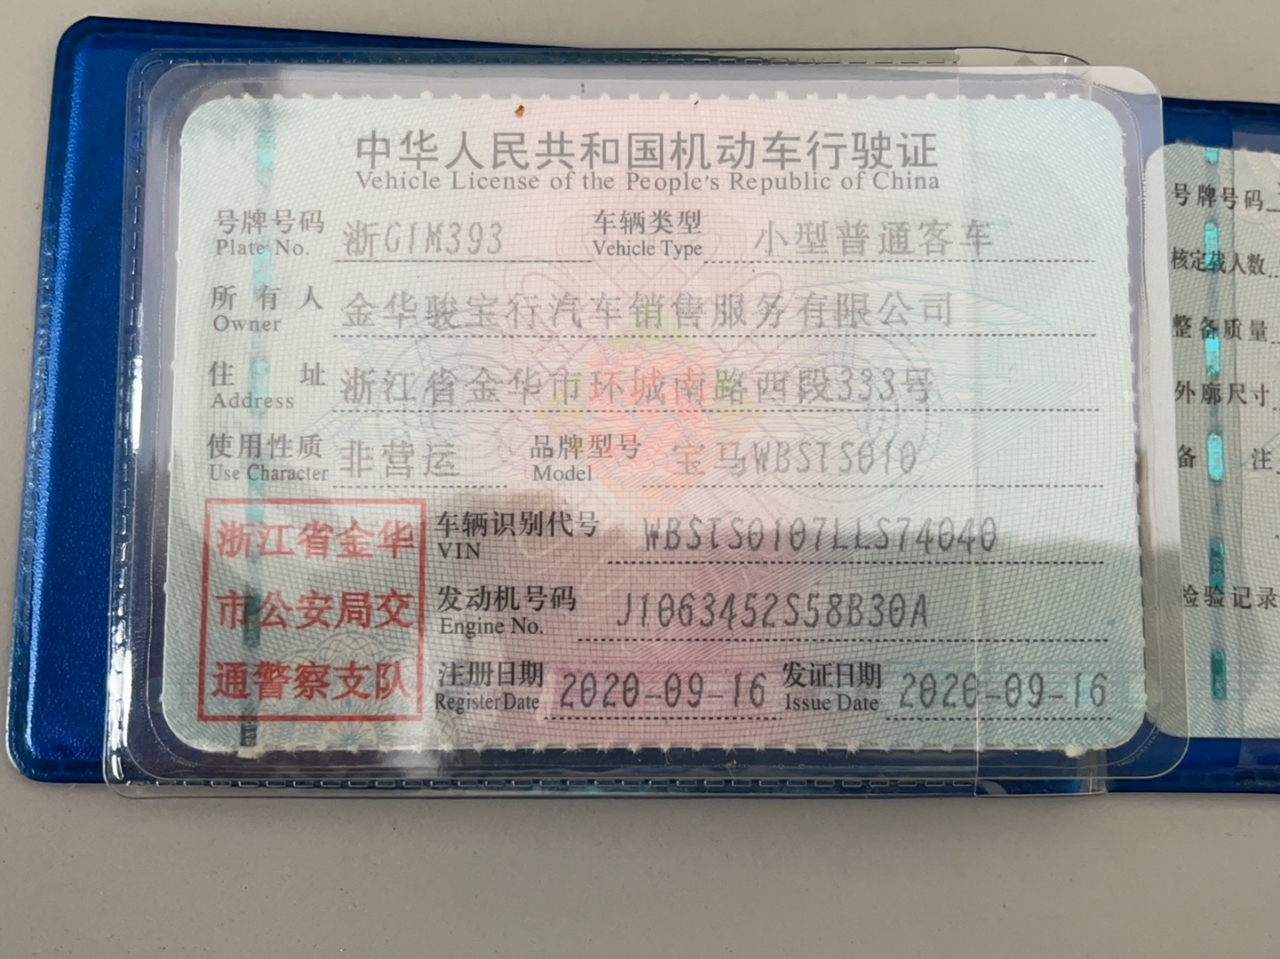 中华人民共和国机动车行驶证
Vehicle License of the People's Republic of China
号牌号码 浙G1M393 车辆类型 小型普通客车
Plate No. Vehicle Type
所有人 金华骏宝行汽车销售服务有限公司
Owner
住址 浙江省金华市环城南路西段333号
Address
使用性质 非营运 品牌型号 宝马WBSTS010
Use Character Model
浙江省金华
市公安局交
通警察支队
车辆识别代号 WBSTS0107LLS74040
VIN
发动机号码 J1063452S58B30A
Engine No.
注册日期 2020-09-16 发证日期 2020-09-16
Register Date Issue Date
号牌号码
核定载人数
整备质量
外廓尺寸
备注
检验记录